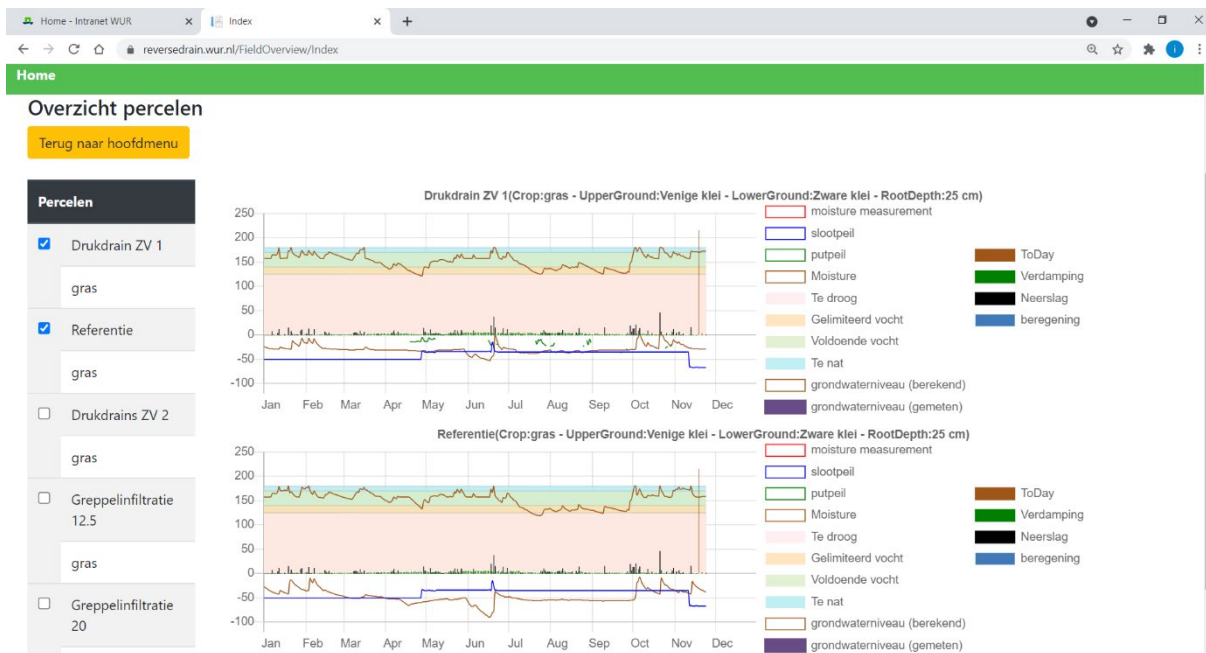 Home - Intranet WUR
Index
reversedrain.wur.nl/FieldOverview/Index
Home
Overzicht percelen
Terug naar hoofdmenu
Percelen
Drukdrain ZV 1
gras
Referentie
gras
Drukdrains ZV 2
gras
Greppelinfiltratie
12.5
gras
Greppelinfiltratie
20
Drukdrain ZV 1(Crop:gras - UpperGround:Venige klei - LowerGround:Zware klei - RootDepth:25 cm)
250
200
150
100
50
0
-50
-100
Jan Feb Mar Apr May Jun Jul Aug Sep Oct Nov Dec
moisture measurement
slootpeil
putpeil
Moisture
Te droog
Gelimiteerd vocht
Voldoende vocht
Te nat
grondwaterniveau (berekend)
grondwaterniveau (gemeten)
ToDay
Verdamping
Neerslag
beregening
Referentie(Crop:gras - UpperGround:Venige klei - LowerGround:Zware klei - RootDepth:25 cm)
250
200
150
100
50
0
-50
-100
Jan Feb Mar Apr May Jun Jul Aug Sep Oct Nov Dec
moisture measurement
slootpeil
putpeil
Moisture
Te droog
Gelimiteerd vocht
Voldoende vocht
Te nat
grondwaterniveau (berekend)
grondwaterniveau (gemeten)
ToDay
Verdamping
Neerslag
beregening